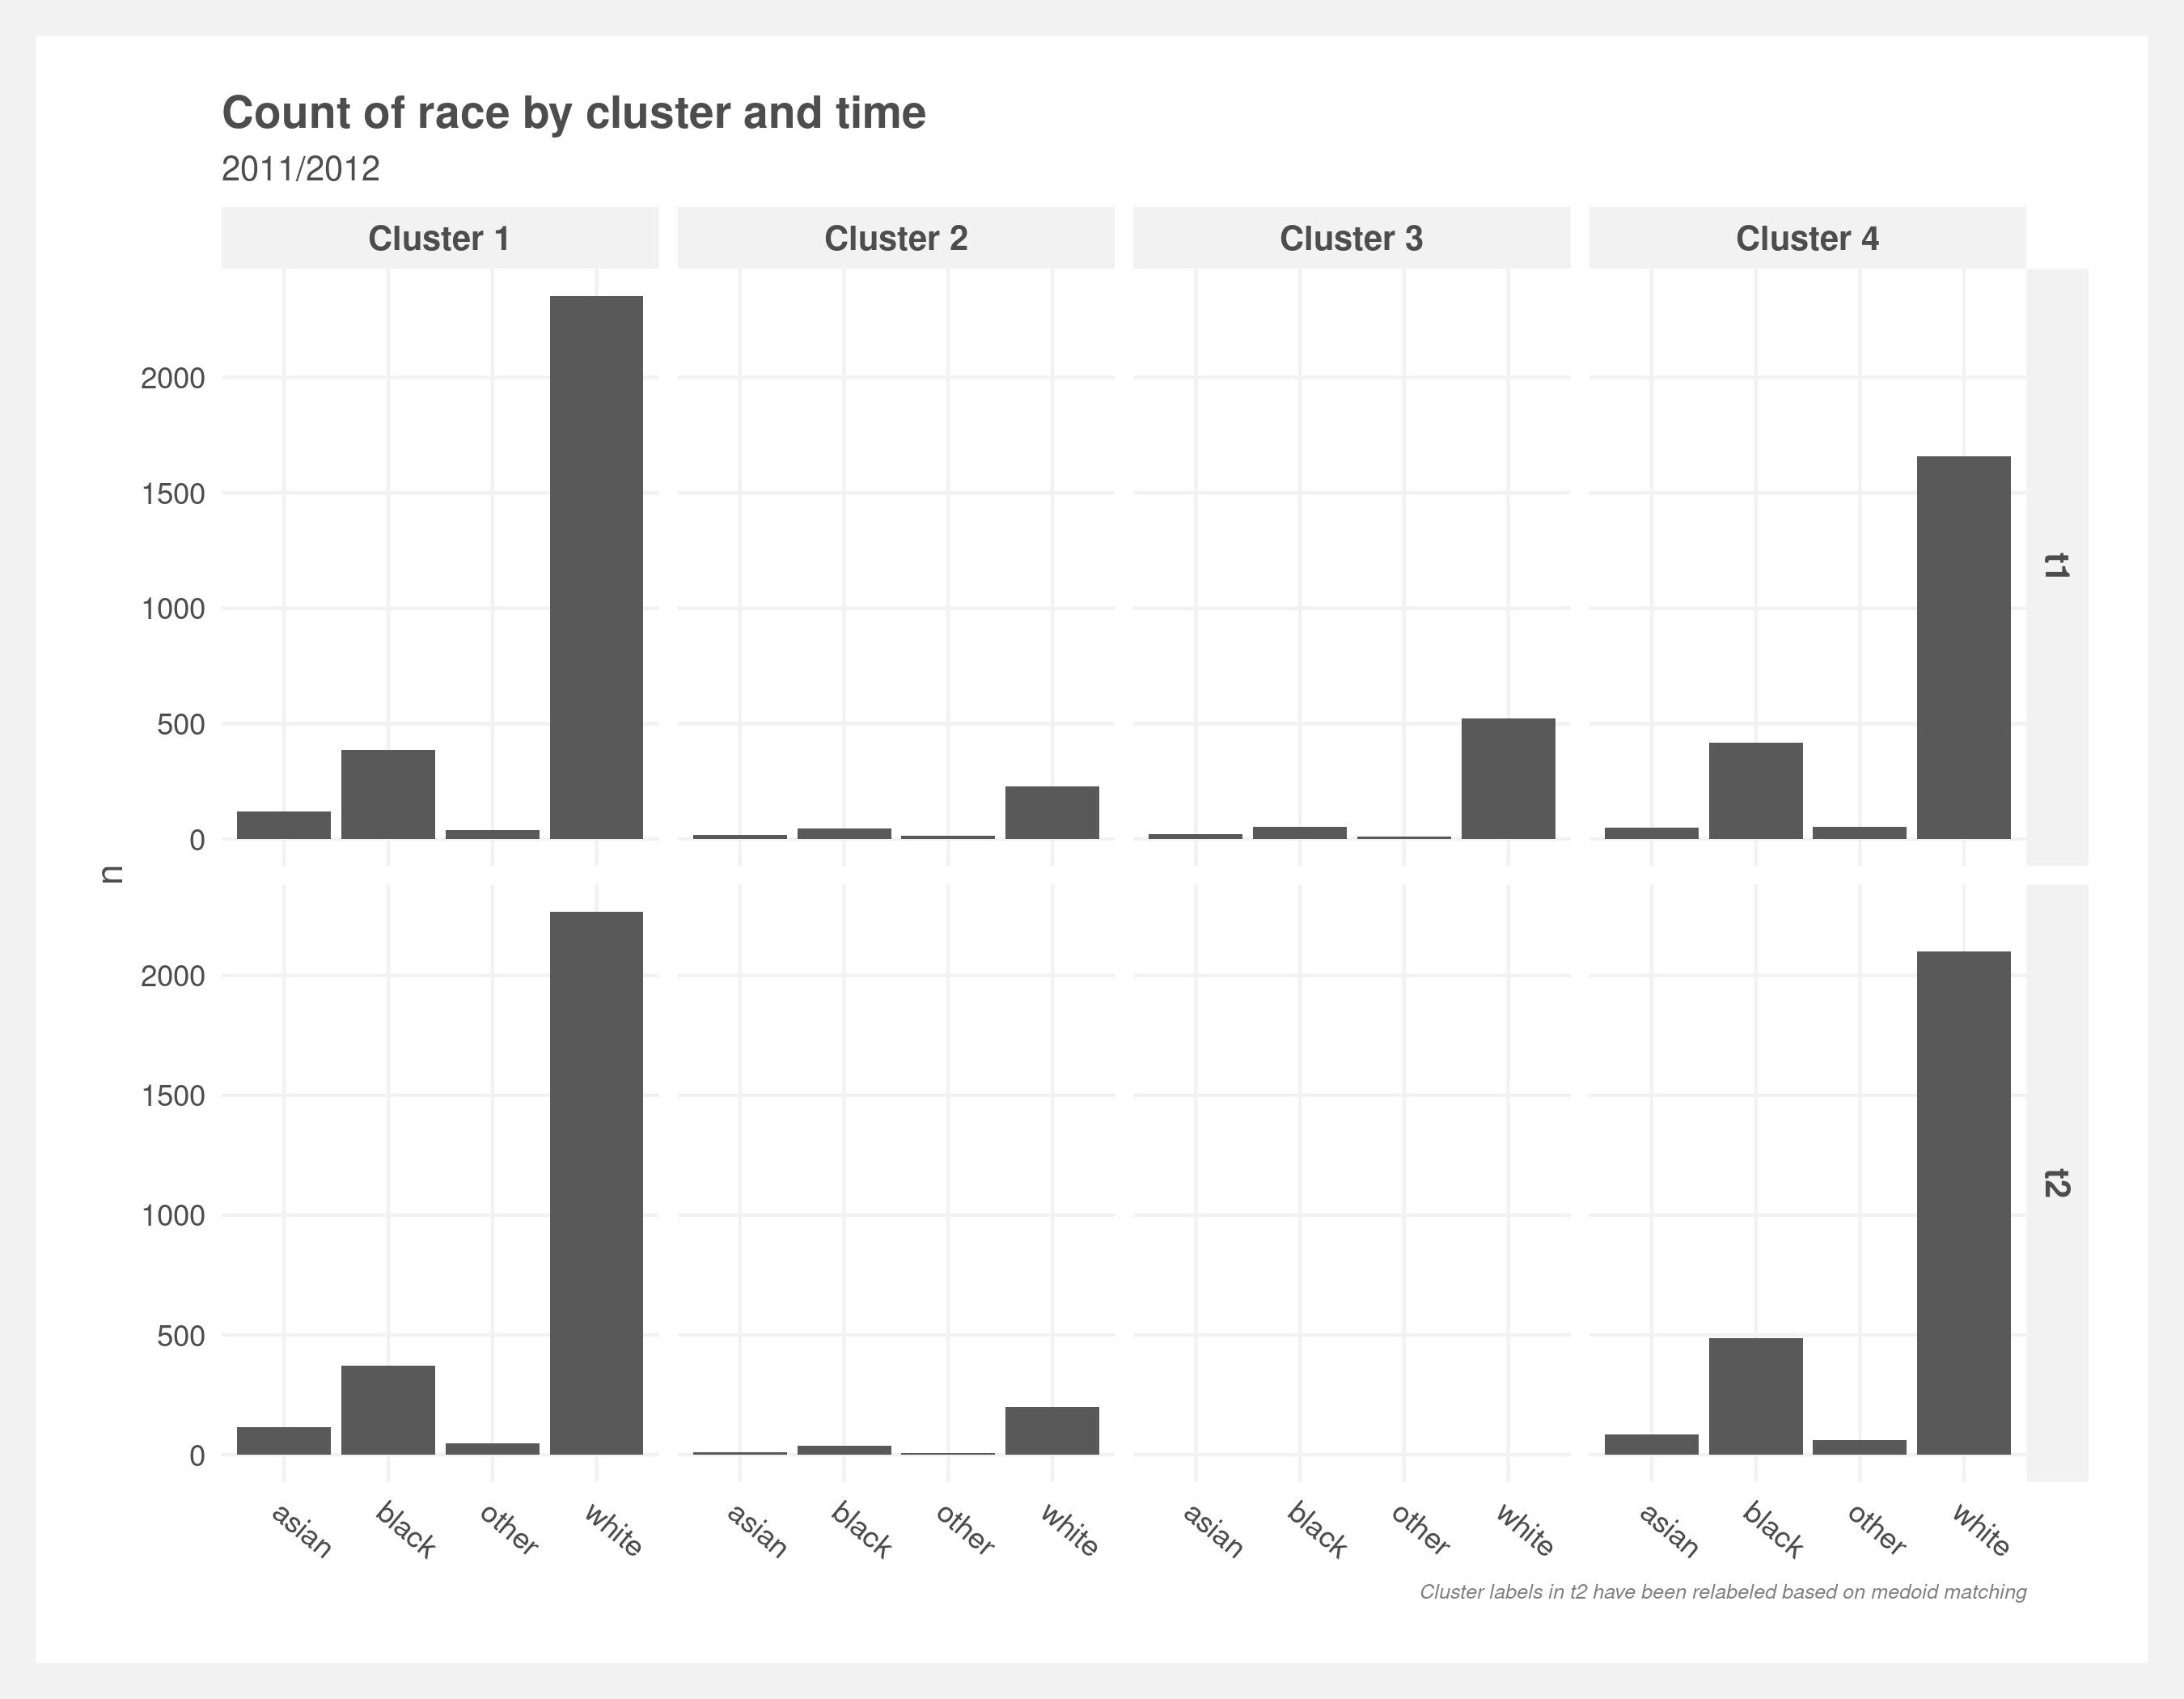 Count of race by cluster and time
2011/2012
Cluster 1
Cluster 2
Cluster 3
Cluster 4
2000
1500
1000
500
0
t1
n
2000
1500
1000
500
0
t2
asian
black
other
white
asian
black
other
white
asian
black
other
white
asian
black
other
white
Cluster labels in t2 have been relabeled based on medoid matching